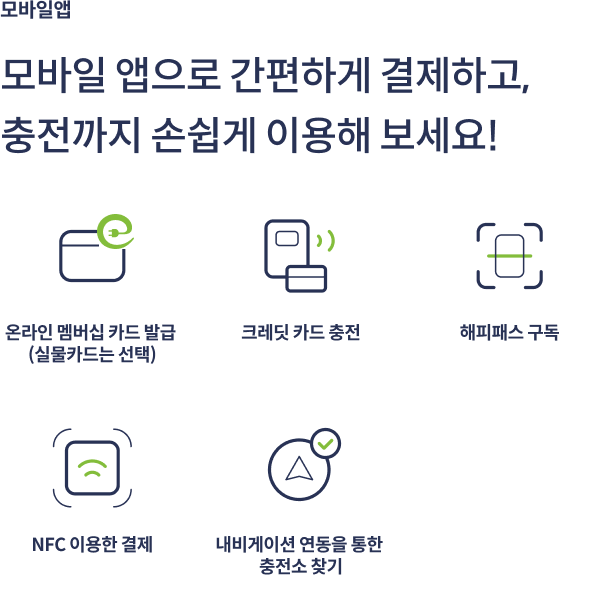 모바일앱
모바일 앱으로 간편하게 결제하고,
충전까지 손쉽게 이용해 보세요!
온라인 멤버십 카드 발급
(실물카드는 선택)
크레딧 카드 충전
해피패스 구독
NFC 이용한 결제
내비게이션 연동을 통한
충전소 찾기